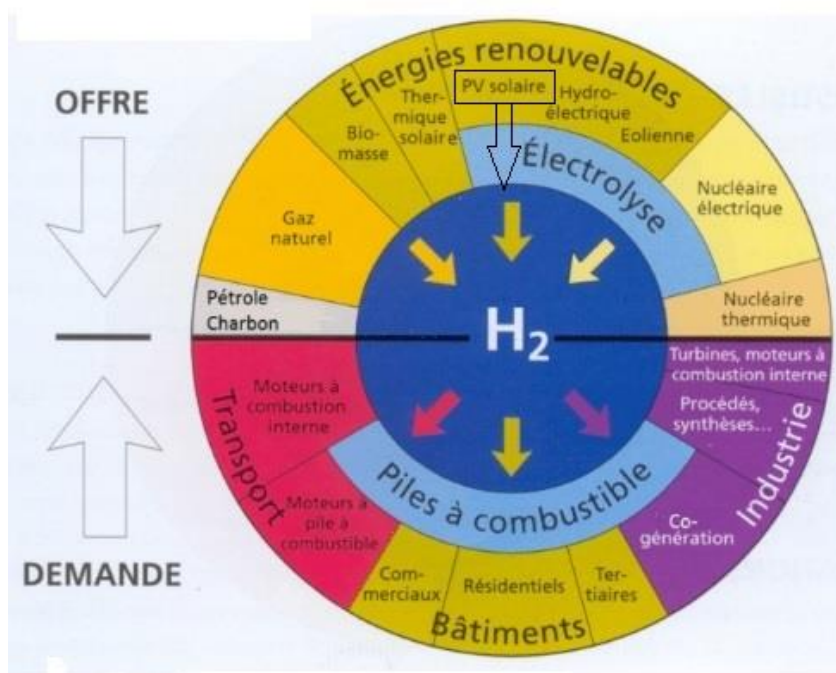 OFFRE
DEMANDE
Énergies renouvelables
Bio-
masse
Ther-
mique
solaire
PV solaire
Hydro-
électrique
Eolienne
Électrolyse
Gaz
naturel
Nucléaire
électrique
Pétrole
Charbon
Nucléaire
thermique
H2
Transport
Moteurs à
combustion
interne
Moteurs à
pile à
combustible
Piles à combustible
Turbines, moteurs à
combustion interne
Procédés,
synthèses...
Industrie
Co-
génération
Com-
merciaux
Résidentiels
Ter-
tiaires
Bâtiments